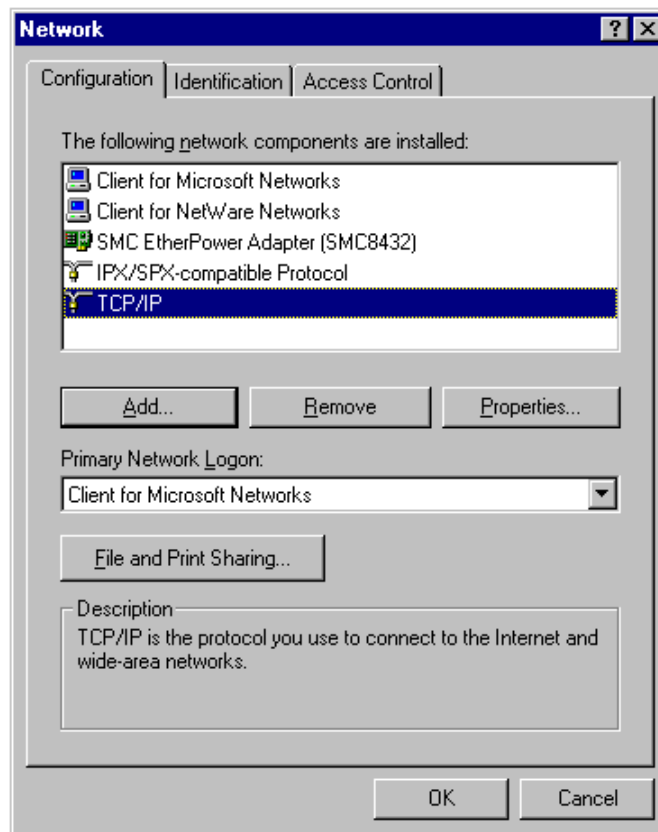 Network
Configuration Identification Access Control
The following network components are installed:
Client for Microsoft Networks
Client for NetWare Networks
SMC EtherPower Adapter (SMC8432)
IPX/SPX-compatible Protocol
TCP/IP
Add... Remove Properties...
Primary Network Logon:
Client for Microsoft Networks
File and Print Sharing...
Description
TCP/IP is the protocol you use to connect to the Internet and
wide-area networks.
OK Cancel